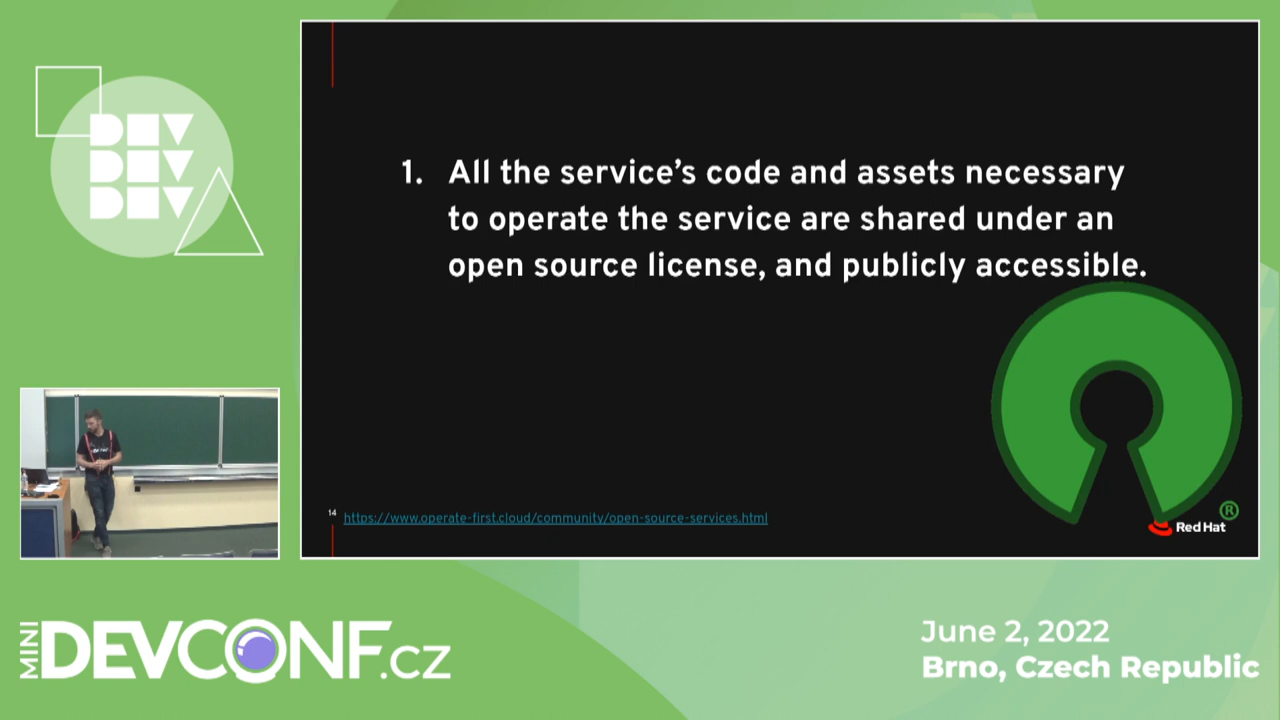 DEV
DEV
DEV
1. All the service's code and assets necessary
to operate the service are shared under an
open source license, and publicly accessible.
14 https://www.operate-first.cloud/community/open-source-services.html
®
Red Hat
MINI DEVCONF.cz
June 2, 2022
Brno, Czech Republic